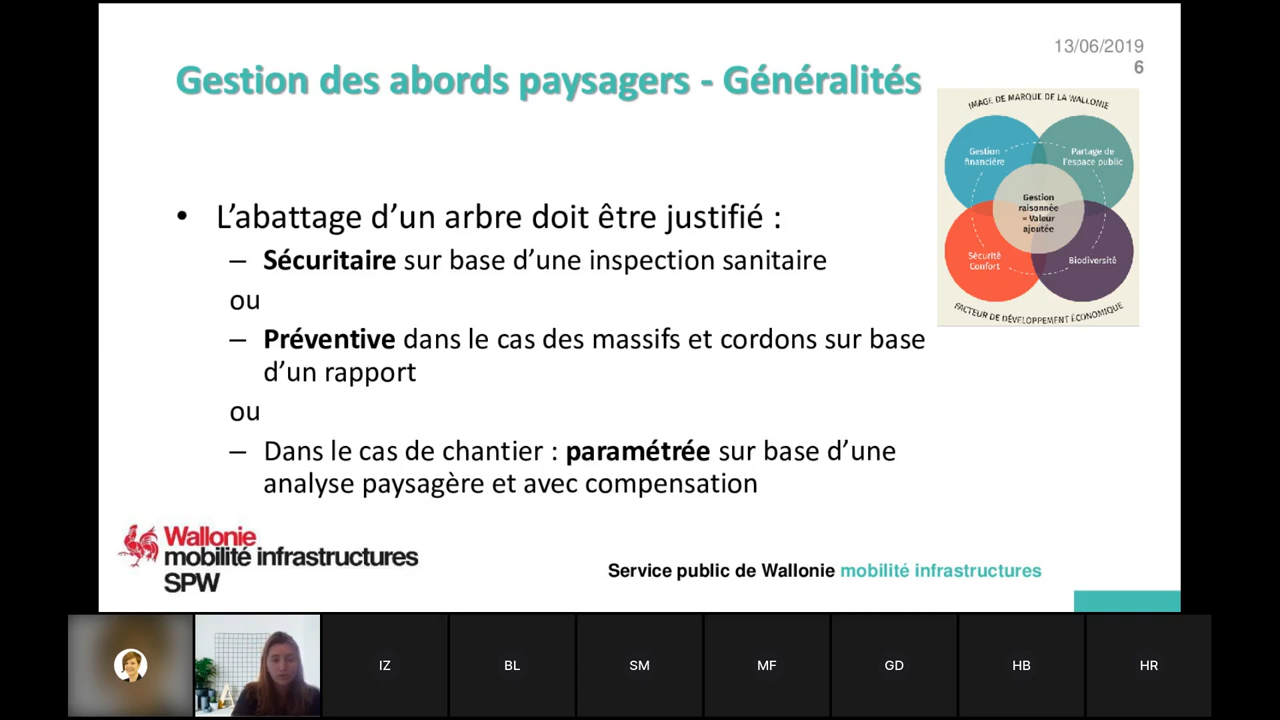 13/06/2019
6
Gestion des abords paysagers - Généralités
IMAGE DE MARQUE DE LA WALLONIE
Gestion
financière
Partage de
l'espace public
Gestion
raisonnée
= Valeur
ajoutée
Sécurité
Confort
Biodiversité
FACTEUR DE DÉVELOPPEMENT ÉCONOMIQUE
• L'abattage d'un arbre doit être justifié :
– Sécuritaire sur base d'une inspection sanitaire
ou
– Préventive dans le cas des massifs et cordons sur base
d'un rapport
ou
– Dans le cas de chantier : paramétrée sur base d'une
analyse paysagère et avec compensation
Wallonie
mobilité infrastructures
SPW
Service public de Wallonie mobilité infrastructures
A
IZ
BL
SM
MF
GD
HB
HR